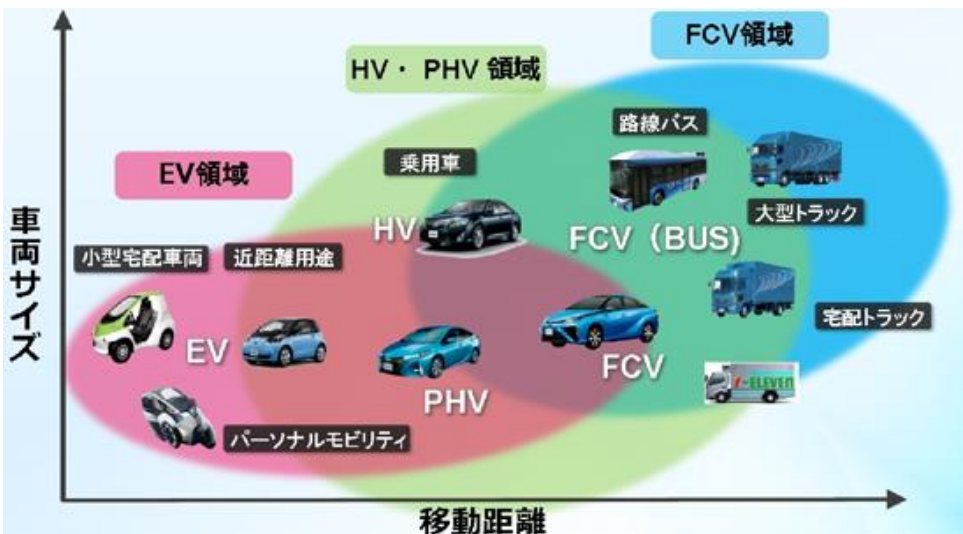 FCV領域
HV・PHV 領域
路線バス
乗用車
EV領域
大型トラック
HV
FCV（BUS)
小型宅配車両
近距離用途
宅配トラック
EV
FCV
PHV
ELEVEN
パーソナルモビリティ
車両サイズ
移動距離